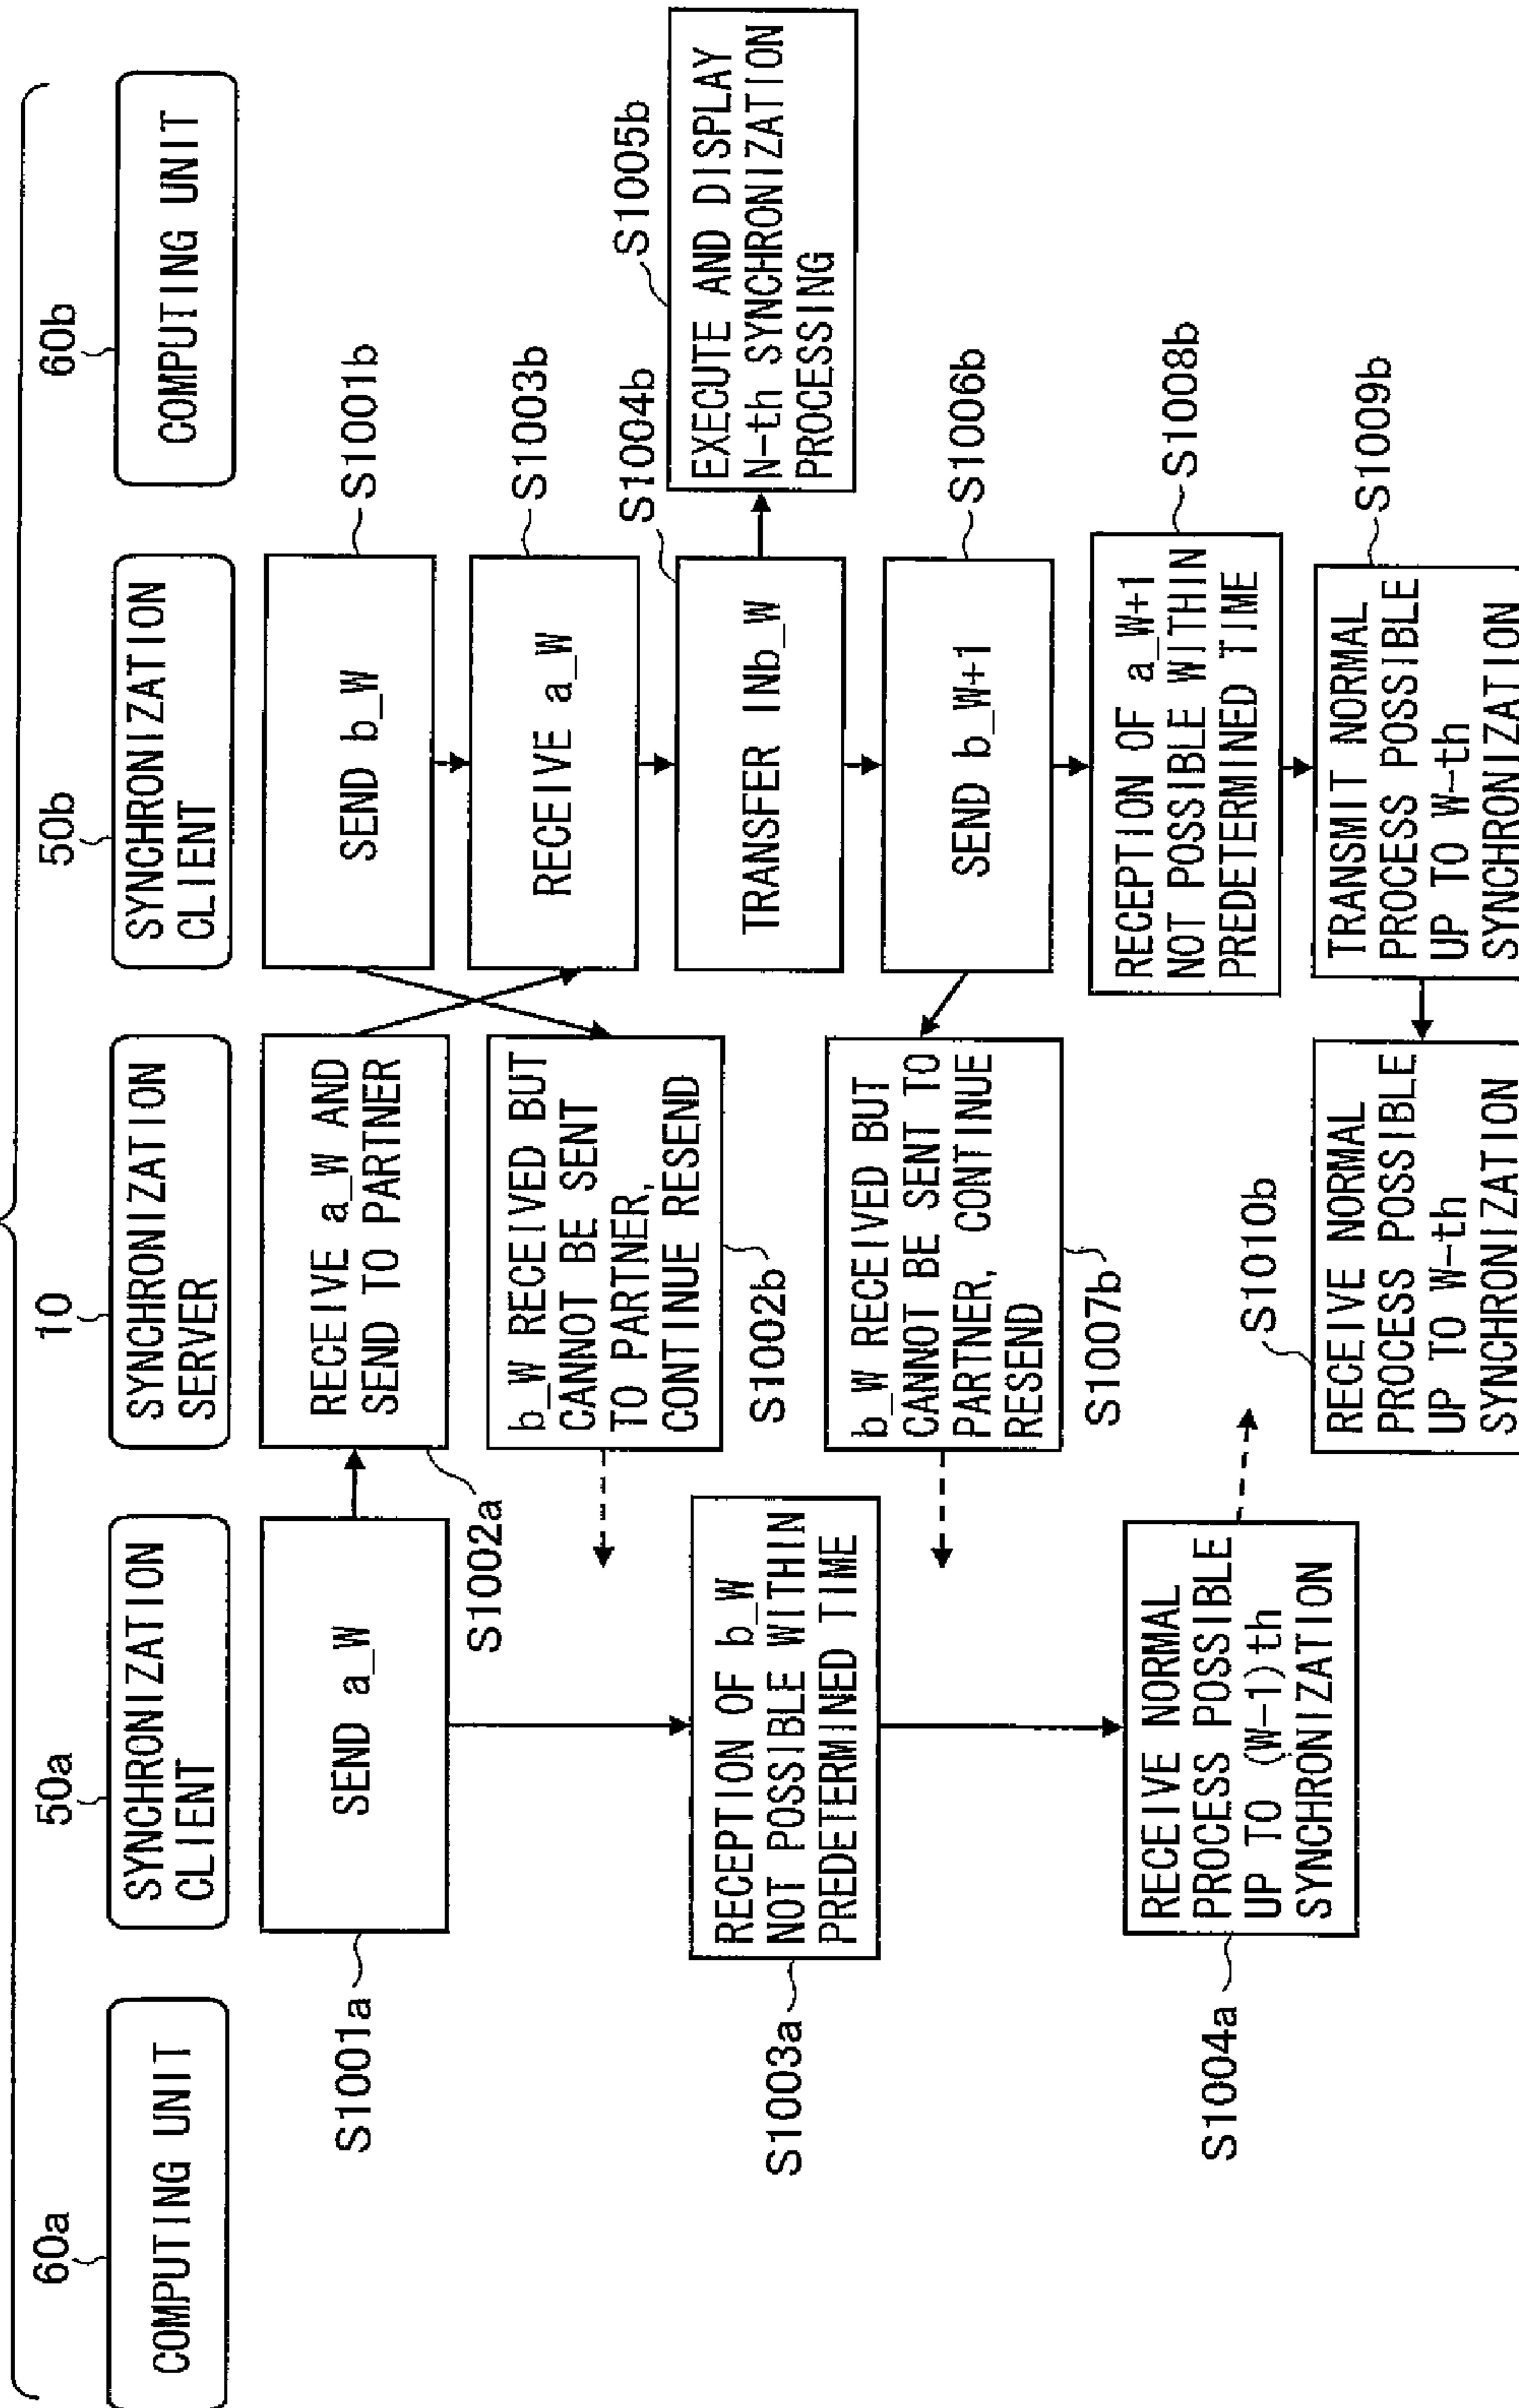 60a
COMPUTING UNIT
50a
SYNCHRONIZATION
CLIENT
10
SYNCHRONIZATION
SERVER
50b
SYNCHRONIZATION
CLIENT
60b
COMPUTING UNIT
S1001a
SEND a_W
RECEIVE a_W AND
SEND TO PARTNER
S1002a
SEND b_W
S1001b
b_W RECEIVED BUT
CANNOT BE SENT
TO PARTNER,
CONTINUE RESEND
S1002b
RECEIVE a_W
S1003b
S1003a
RECEPTION OF b_W
NOT POSSIBLE WITHIN
PREDETERMINED TIME
TRANSFER INb_W
S1004b
EXECUTE AND DISPLAY
N-th SYNCHRONIZATION
PROCESSING
S1005b
b_W RECEIVED BUT
CANNOT BE SENT TO
PARTNER, CONTINUE
RESEND
S1007b
SEND b_W+1
S1006b
S1004a
RECEIVE NORMAL
PROCESS POSSIBLE
UP TO (W-1)th
SYNCHRONIZATION
RECEPTION OF a_W+1
NOT POSSIBLE WITHIN
PREDETERMINED TIME
S1008b
S1010b
RECEIVE NORMAL
PROCESS POSSIBLE
UP TO W-th
SYNCHRONIZATION
TRANSMIT NORMAL
PROCESS POSSIBLE
UP TO W-th
SYNCHRONIZATION
S1009b